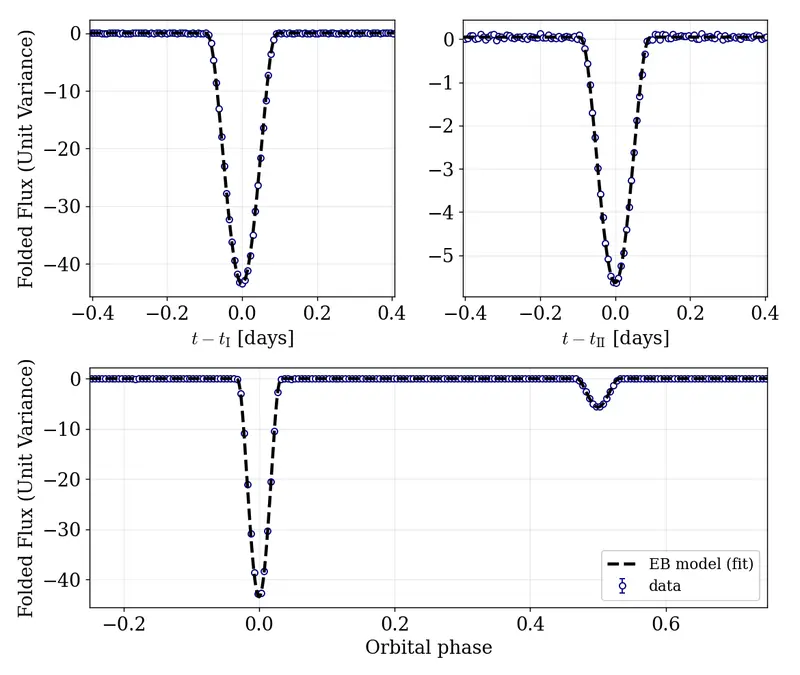 Folded Flux (Unit Variance)
0
−10
−20
−30
−40
−0.4 −0.2 0.0 0.2 0.4
t − t_I [days]
0
−1
−2
−3
−4
−5
−0.4 −0.2 0.0 0.2 0.4
t − t_II [days]
Folded Flux (Unit Variance)
0
−10
−20
−30
−40
−0.2 0.0 0.2 0.4 0.6
Orbital phase
EB model (fit)
data